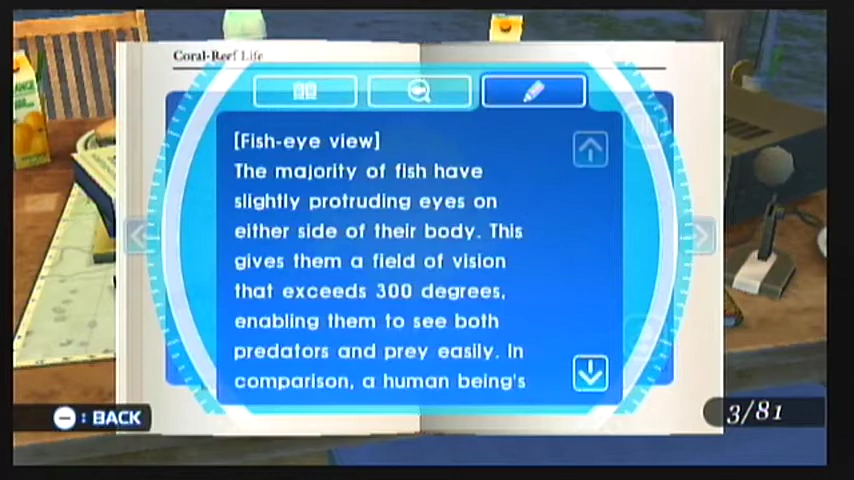 Coral-Reef Life
[Fish-eye view]
The majority of fish have
slightly protruding eyes on
either side of their body. This
gives them a field of vision
that exceeds 300 degrees,
enabling them to see both
predators and prey easily. In
comparison, a human being's
- : BACK
3/81